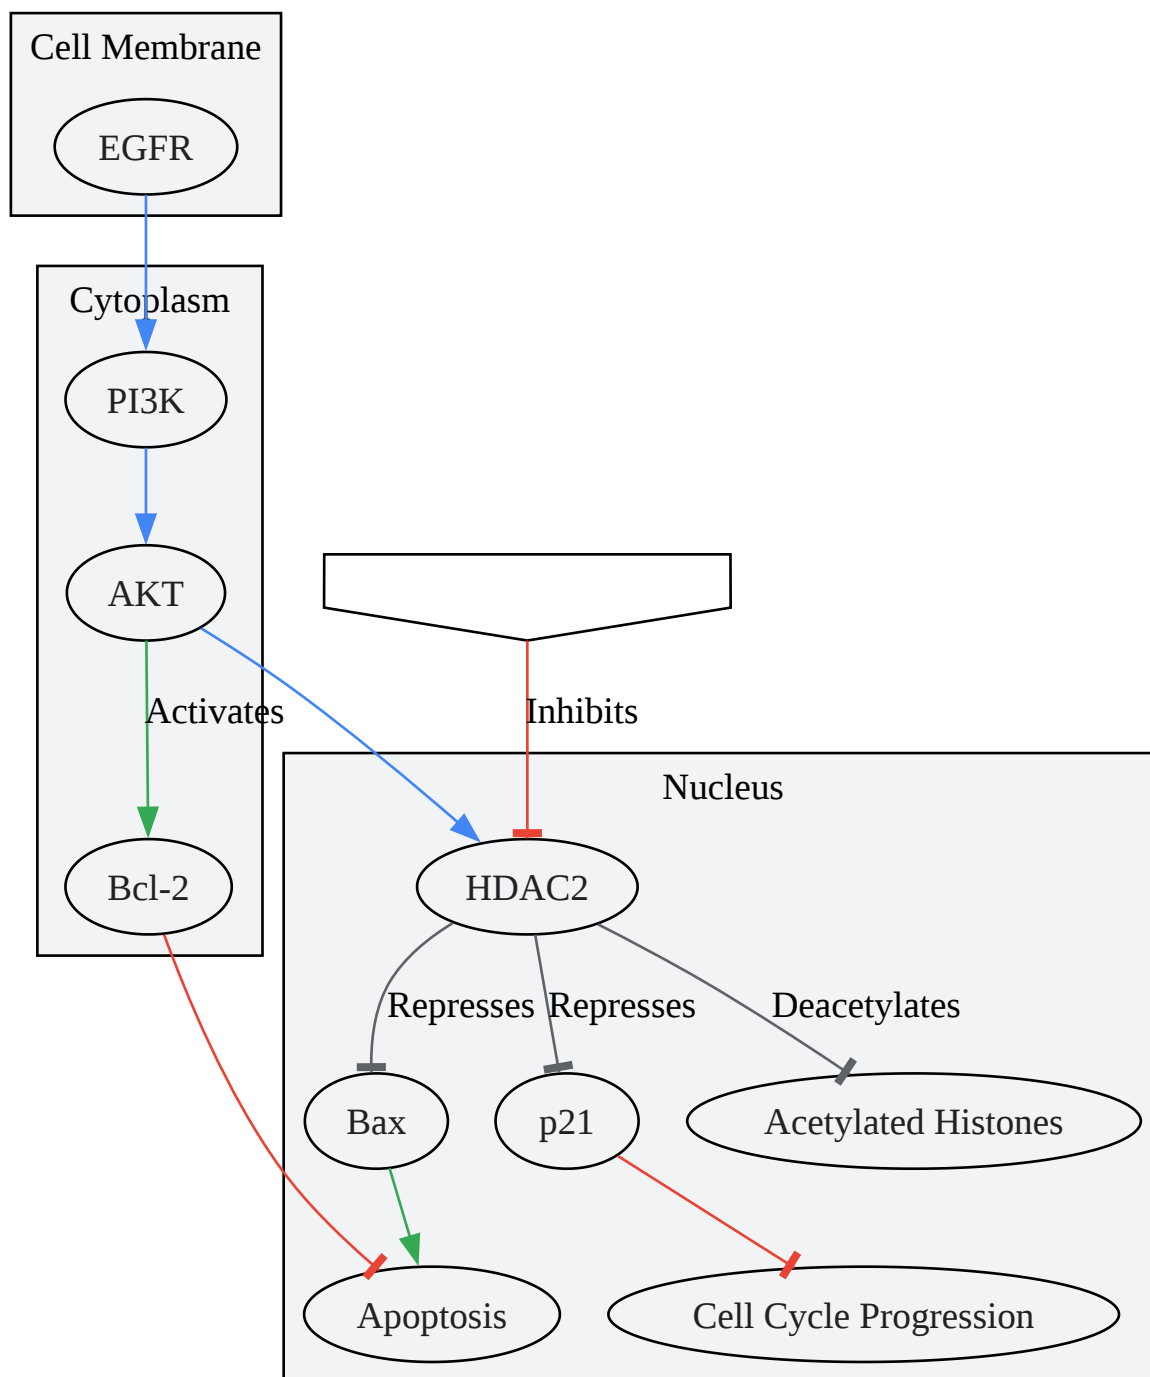 Cell Membrane
EGFR
Cytoplasm
PI3K
AKT
Activates
Inhibits
Nucleus
Bcl-2
HDAC2
Represses
Represses
Deacetylates
Bax
p21
Acetylated Histones
Apoptosis
Cell Cycle Progression